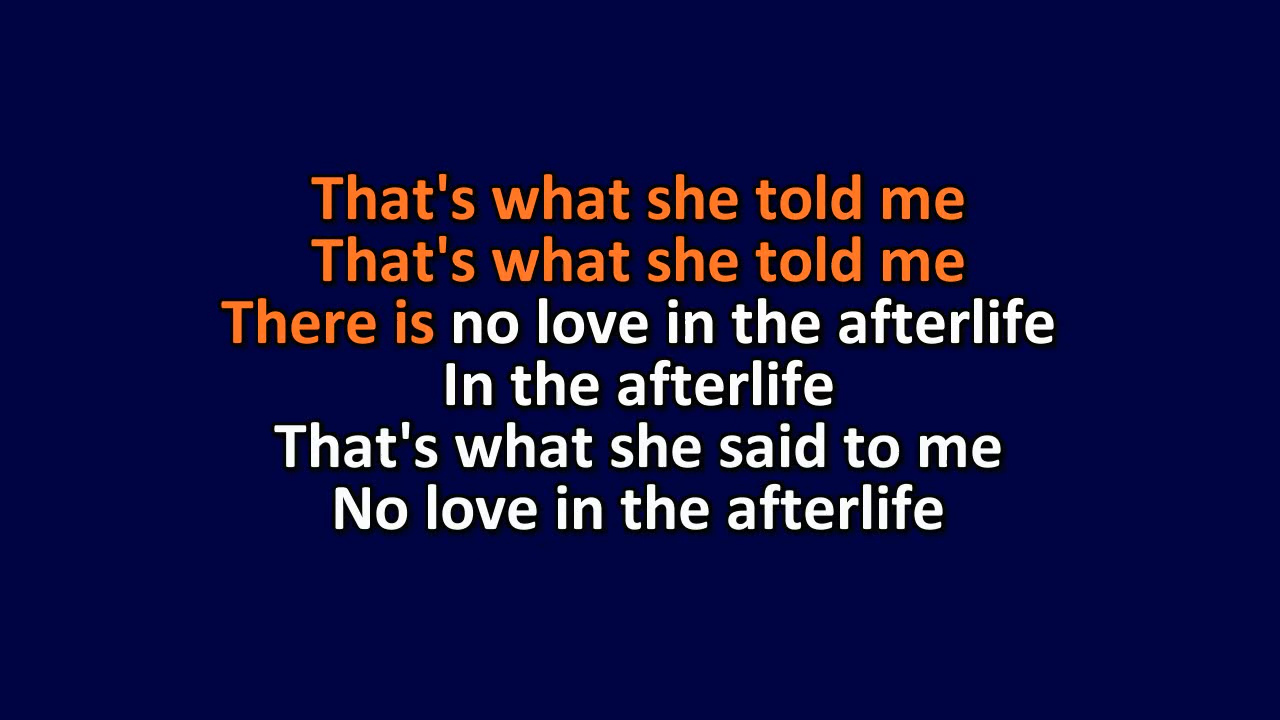 That's what she told me
That's what she told me
There is no love in the afterlife
In the afterlife
That's what she said to me
No love in the afterlife